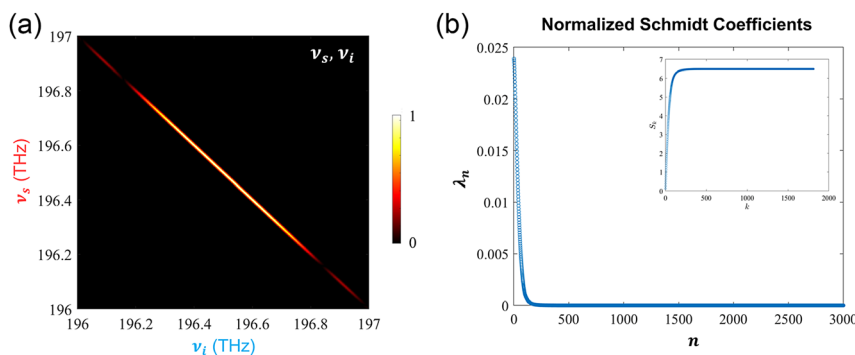 (a)
197
196.8
196.6
196.4
196.2
196
νs (THz)
νs, νi
196 196.2 196.4 196.6 196.8 197
νi (THz)
1
0
(b)
Normalized Schmidt Coefficients
0.025
0.02
0.015
0.01
0.005
0
λn
0 500 1000 1500 2000 2500 3000
n
7
6
5
4
3
2
1
0
Sk
0 500 1000 1500 2000
k